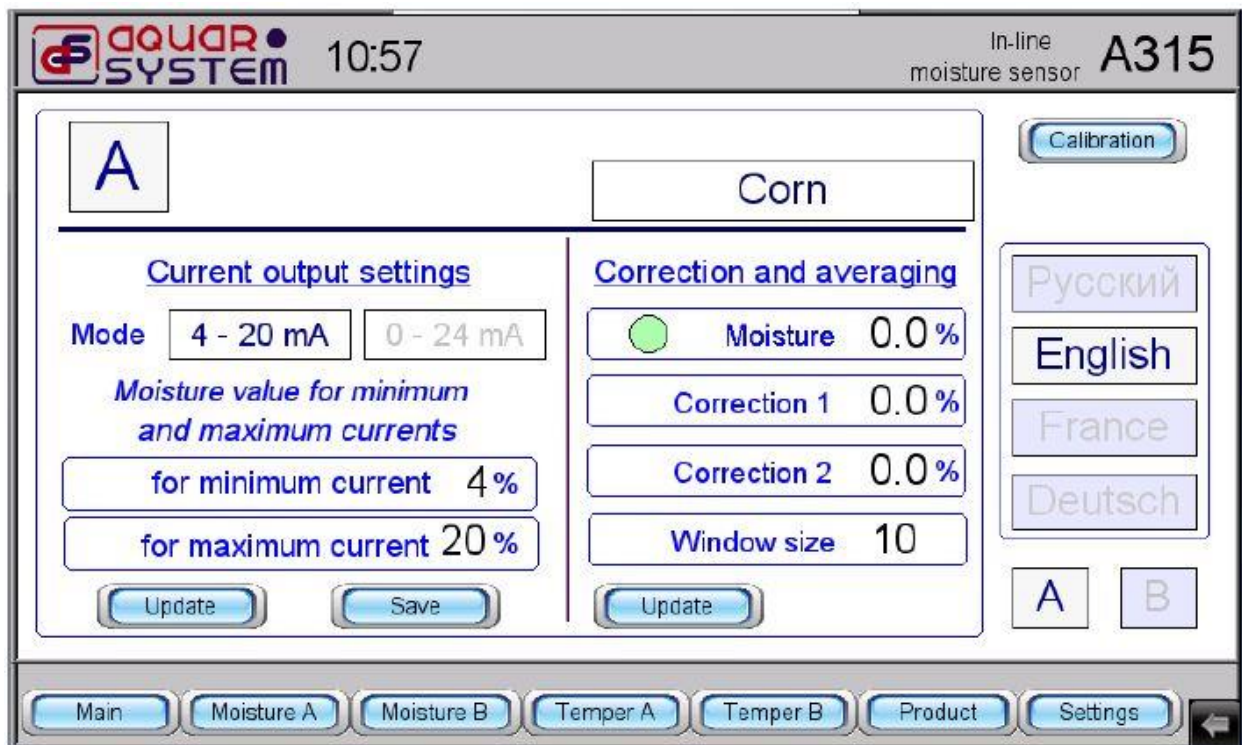 aquar
system
10:57
In-line
moisture sensor
A315
A
Corn
Calibration
Current output settings
Mode 4 - 20 mA 0 - 24 mA
Moisture value for minimum
and maximum currents
for minimum current 4 %
for maximum current 20 %
Update Save
Correction and averaging
Moisture 0.0 %
Correction 1 0.0 %
Correction 2 0.0 %
Window size 10
Update
Русский
English
France
Deutsch
A B
Main Moisture A Moisture B Temper A Temper B Product Settings